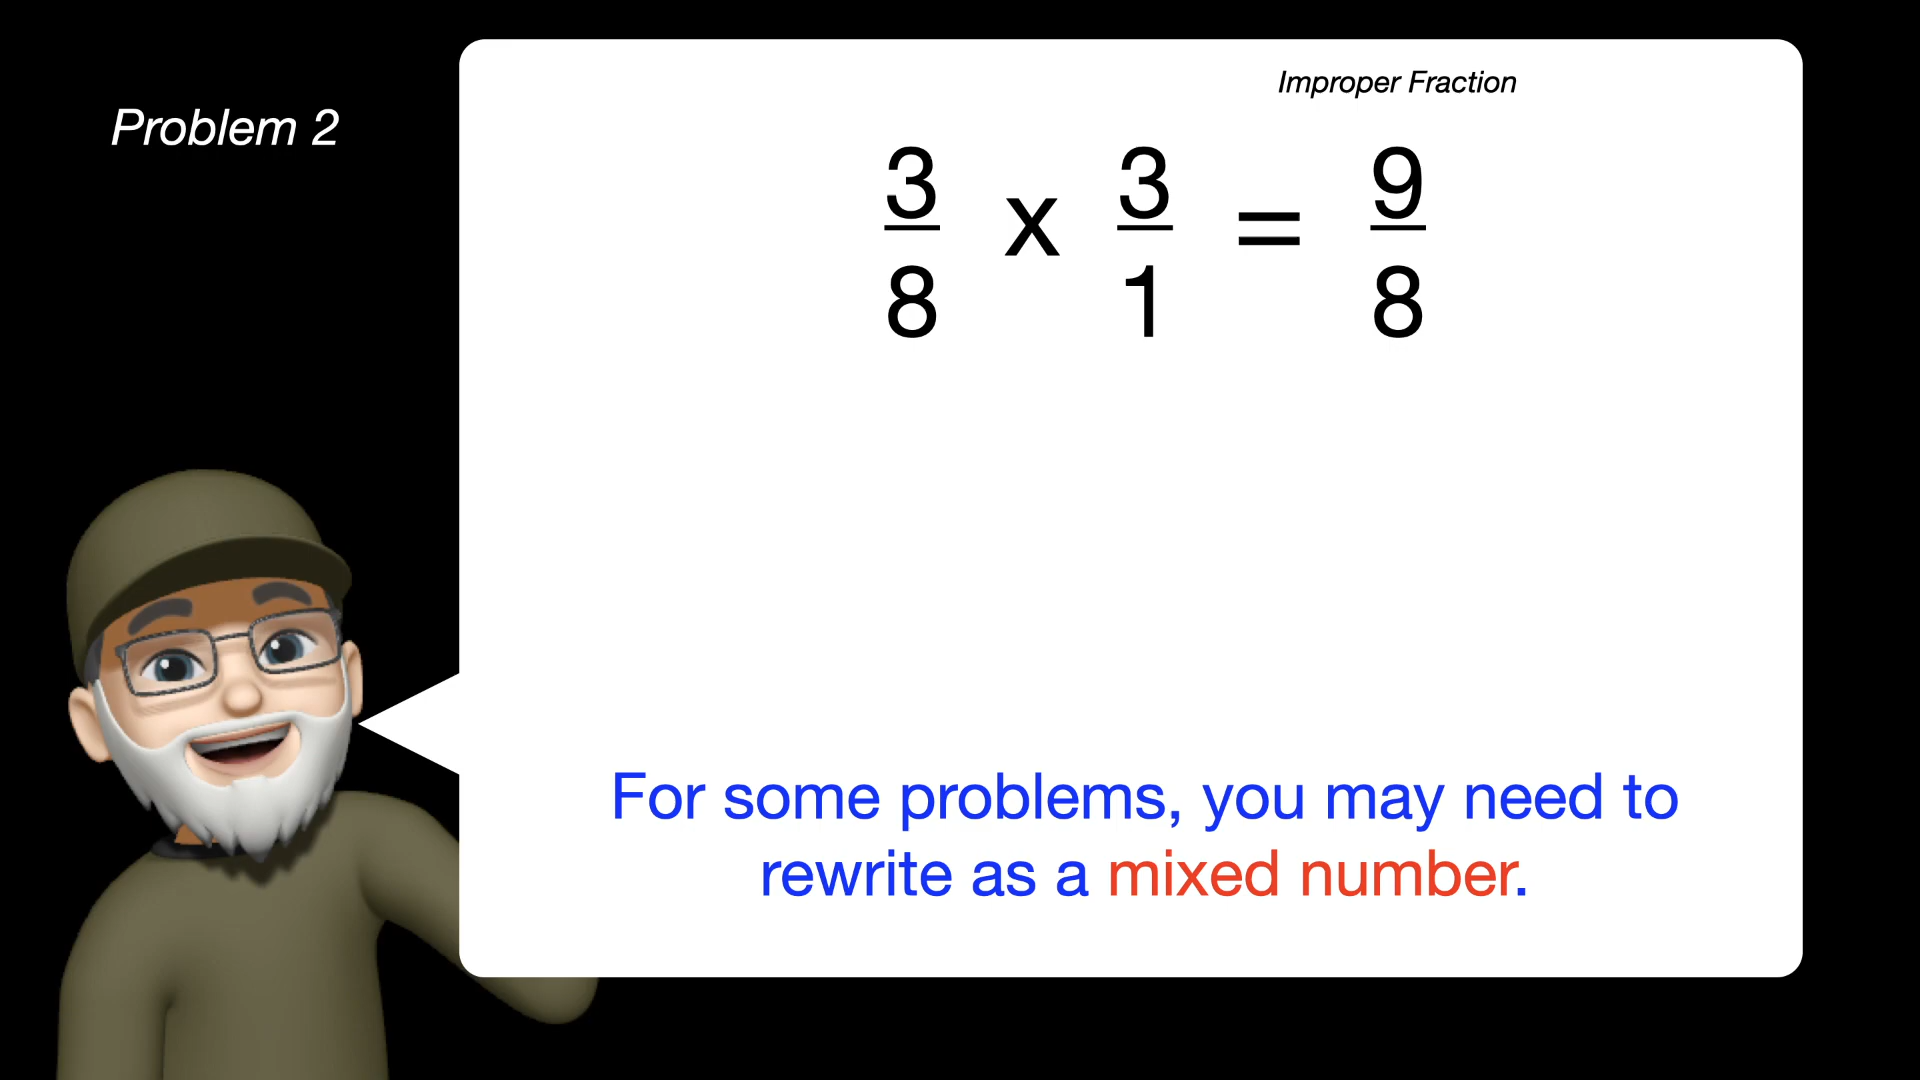 Problem 2
Improper Fraction
3/8 x 3/1 = 9/8
For some problems, you may need to
rewrite as a mixed number.